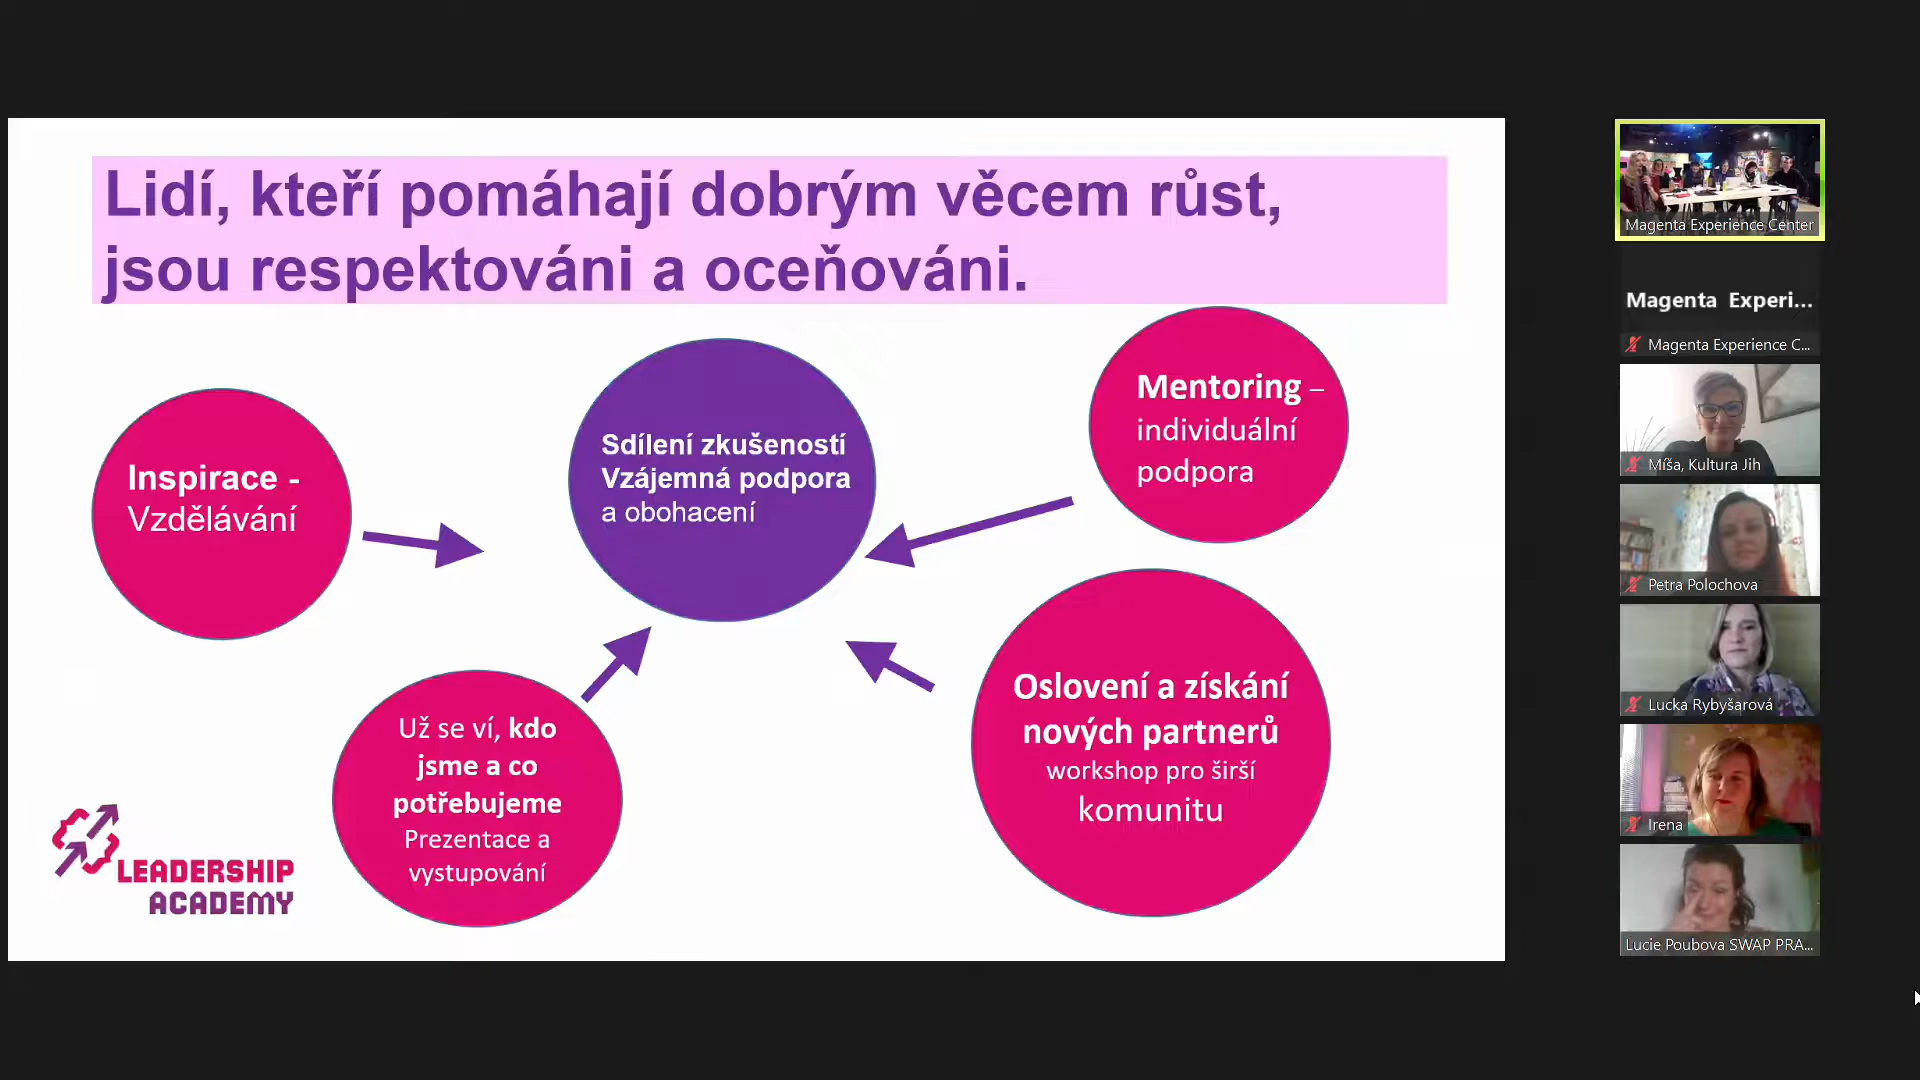 Lidí, kteří pomáhají dobrým věcem růst,
jsou respektováni a oceňováni.
Inspirace -
Vzdělávání
Sdílení zkušeností
Vzájemná podpora
a obohacení
Mentoring –
individuální
podpora
Už se ví, kdo
jsme a co
potřebujeme
Prezentace a
vystupování
Oslovení a získání
nových partnerů
workshop pro širší
komunitu
LEADERSHIP
ACADEMY
Magenta Experience Center
Magenta Experi...
Magenta Experience C...
Míša, Kultura Jih
Petra Polochova
Lucka Rybyšarová
Irena
Lucie Poubova SWAP PRA...